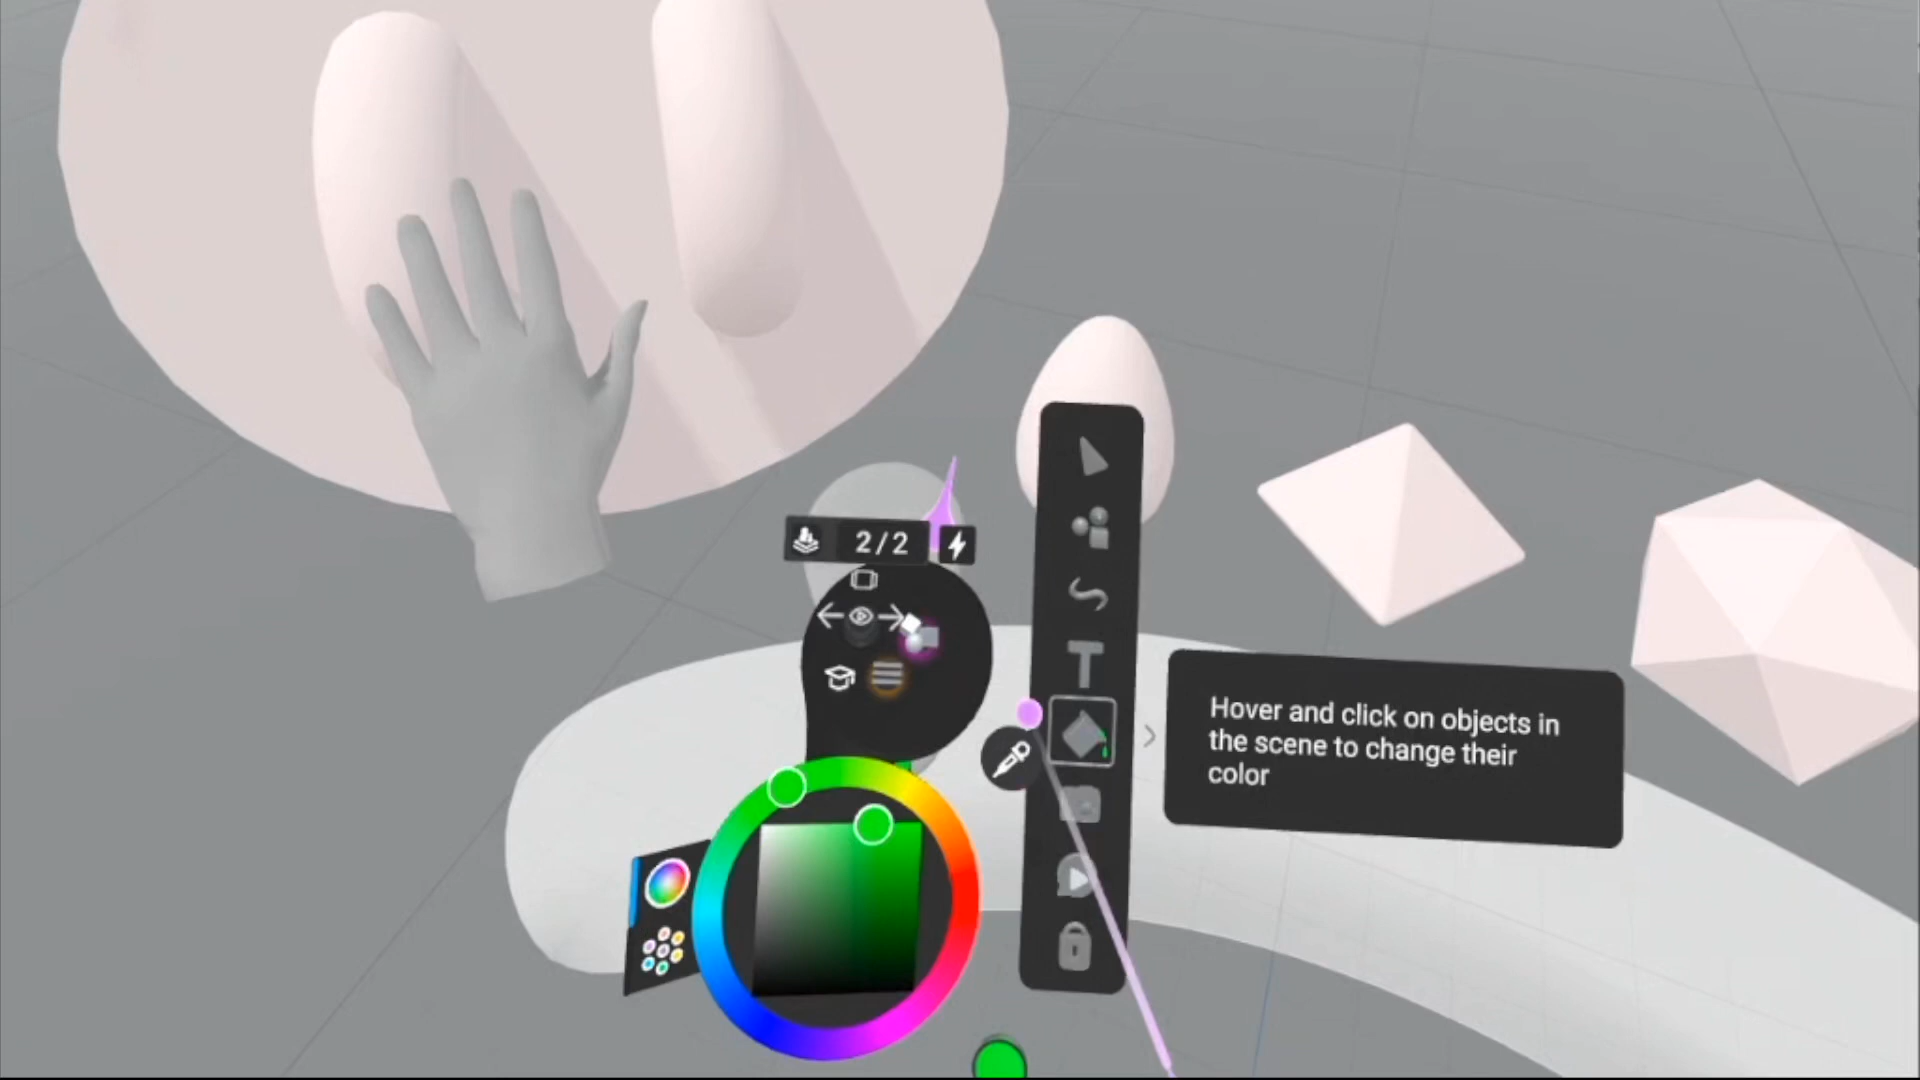 2/2
T
Hover and click on objects in
the scene to change their
color